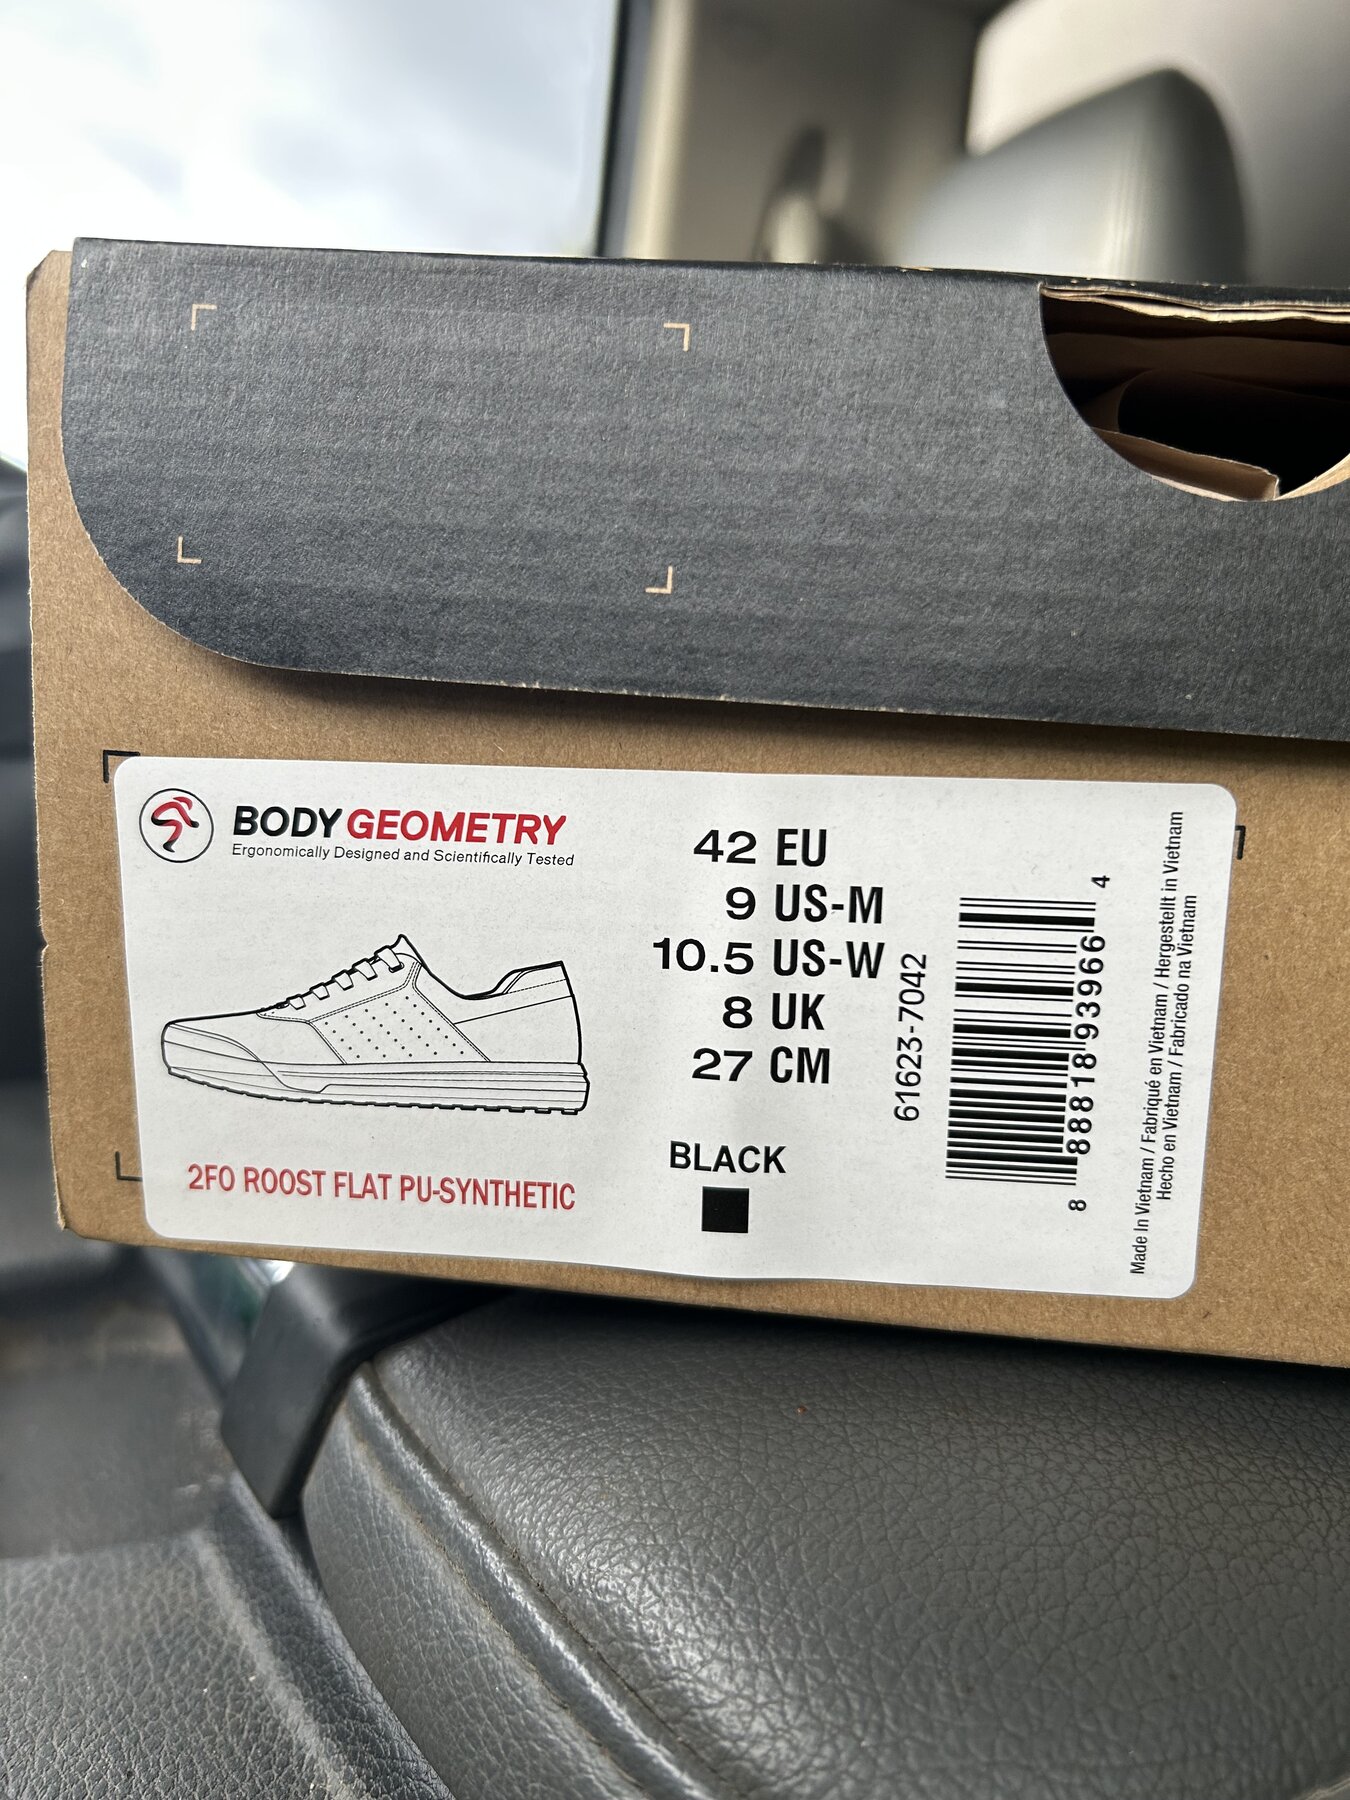 BODY GEOMETRY
Ergonomically Designed and Scientifically Tested
42 EU
9 US-M
10.5 US-W
8 UK
27 CM
2FO ROOST FLAT PU-SYNTHETIC
BLACK
61623-7042
8 88818 93966 4
Made In Vietnam / Fabriqué en Vietnam / Hergestellt in Vietnam
Hecho en Vietnam / Fabricado na Vietnam